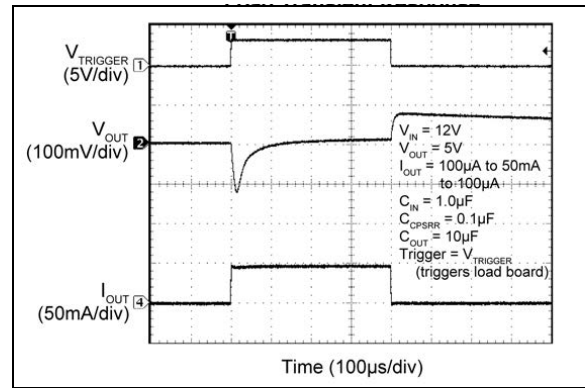 V_TRIGGER
(5V/div) 1
T
V_OUT
(100mV/div) 2
V_IN = 12V
V_OUT = 5V
I_OUT = 100µA to 50mA
to 100µA
C_IN = 1.0µF
C_CPSRR = 0.1µF
C_OUT = 10µF
Trigger = V_TRIGGER
(triggers load board)
I_OUT
(50mA/div) 4
Time (100µs/div)